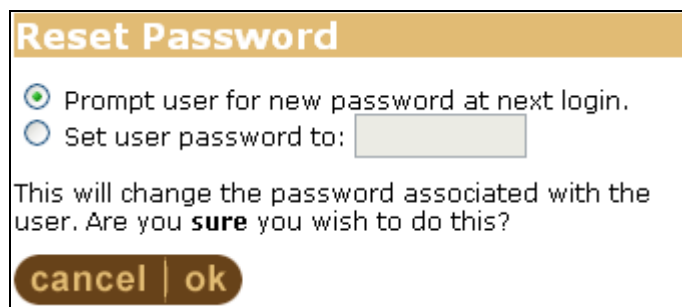 Reset Password
Prompt user for new password at next login.
Set user password to:
This will change the password associated with the
user. Are you sure you wish to do this?
cancel ok